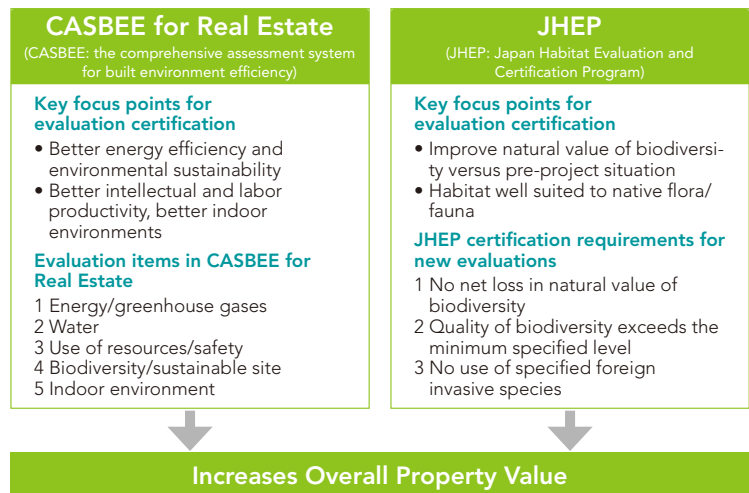 CASBEE for Real Estate
(CASBEE: the comprehensive assessment system
for built environment efficiency)
Key focus points for
evaluation certification
• Better energy efficiency and
environmental sustainability
• Better intellectual and labor
productivity, better indoor
environments
Evaluation items in CASBEE for
Real Estate
1 Energy/greenhouse gases
2 Water
3 Use of resources/safety
4 Biodiversity/sustainable site
5 Indoor environment
JHEP
(JHEP: Japan Habitat Evaluation and
Certification Program)
Key focus points for
evaluation certification
• Improve natural value of biodiversi-
ty versus pre-project situation
• Habitat well suited to native flora/
fauna
JHEP certification requirements for
new evaluations
1 No net loss in natural value of
biodiversity
2 Quality of biodiversity exceeds the
minimum specified level
3 No use of specified foreign
invasive species
Increases Overall Property Value